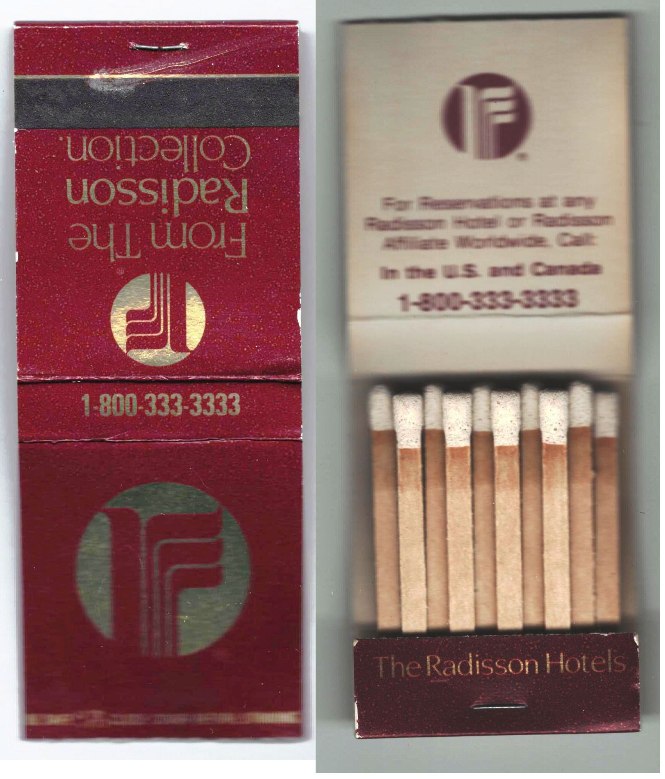 From The
Radisson
Collection.
1-800-333-3333
For Reservations at any
Radisson Hotel or Radisson
Affiliate Worldwide, Call:
In the U.S. and Canada
1-800-333-3333
The Radisson Hotels